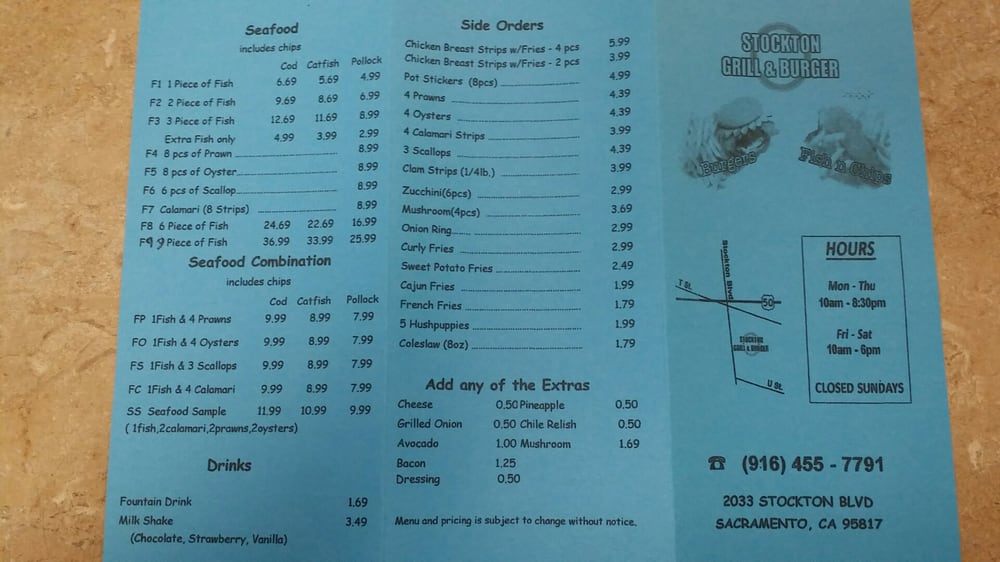 Seafood
includes chips
Cod Catfish Pollock
F1 1 Piece of Fish 6.69 5.69 4.99
F2 2 Piece of Fish 9.69 8.69 6.99
F3 3 Piece of Fish 12.69 11.69 8.99
Extra Fish only 4.99 3.99 2.99
F4 8 pcs of Prawn 8.99
F5 8 pcs of Oyster 8.99
F6 6 pcs of Scallop 8.99
F7 Calamari (8 Strips) 8.99
F8 6 Piece of Fish 24.69 22.69 16.99
F9 9 Piece of Fish 36.99 33.99 25.99
Seafood Combination
includes chips
Cod Catfish Pollock
FP 1Fish & 4 Prawns 9.99 8.99 7.99
FO 1Fish & 4 Oysters 9.99 8.99 7.99
FS 1Fish & 3 Scallops 9.99 8.99 7.99
FC 1Fish & 4 Calamari 9.99 8.99 7.99
SS Seafood Sample 11.99 10.99 9.99
( 1fish,2calamari,2prawns,2oysters)
Drinks
Fountain Drink 1.69
Milk Shake 3.49
(Chocolate, Strawberry, Vanilla)
Side Orders
Chicken Breast Strips w/Fries - 4 pcs 5.99
Chicken Breast Strips w/Fries - 2 pcs 3.99
Pot Stickers (8pcs) 4.99
4 Prawns 4.39
4 Oysters 4.39
4 Calamari Strips 3.99
3 Scallops 4.39
Clam Strips (1/4lb.) 3.99
Zucchini(6pcs) 2.99
Mushroom(4pcs) 3.69
Onion Ring 2.99
Curly Fries 2.99
Sweet Potato Fries 2.49
Cajun Fries 1.99
French Fries 1.79
5 Hushpuppies 1.99
Coleslaw (8oz) 1.79
Add any of the Extras
Cheese 0.50 Pineapple 0.50
Grilled Onion 0.50 Chile Relish 0.50
Avocado 1.00 Mushroom 1.69
Bacon 1.25
Dressing 0.50
Menu and pricing is subject to change without notice.
STOCKTON
GRILL & BURGER
Burgers
Fish n Chips
Stockton Blvd
T St.
50
STOCKTON
GRILL & BURGER
U St.
HOURS
Mon - Thu
10am - 8:30pm
Fri - Sat
10am - 6pm
CLOSED SUNDAYS
☎ (916) 455 - 7791
2033 STOCKTON BLVD
SACRAMENTO, CA 95817